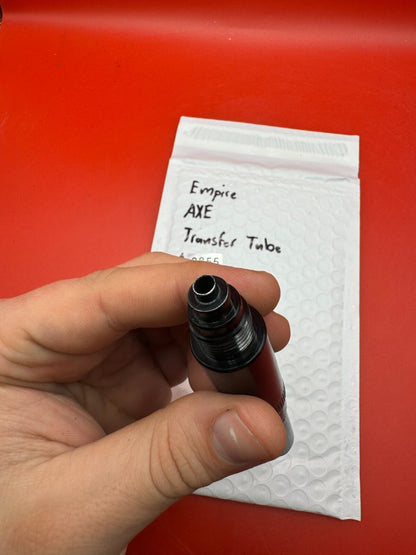 Empire
AXE
Transfer Tube